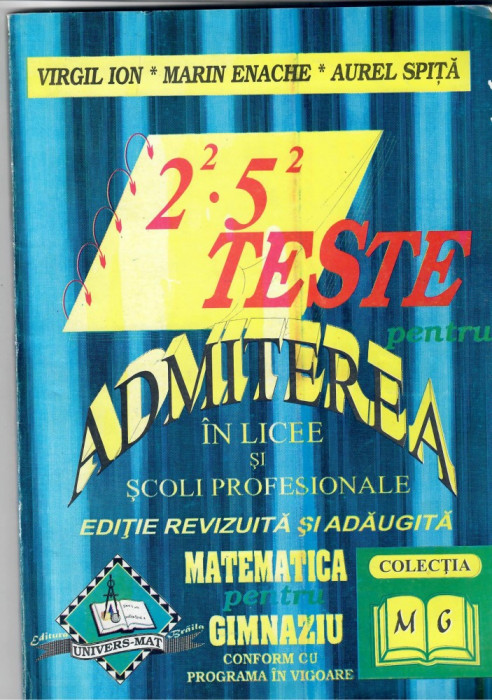 VIRGIL ION * MARIN ENACHE * AUREL SPIȚĂ
2² · 5²
TESTE
pentru
ADMITEREA
ÎN LICEE
ȘI
ȘCOLI PROFESIONALE
EDIȚIE REVIZUITĂ ȘI ADĂUGITĂ
MATEMATICA
pentru
GIMNAZIU
CONFORM CU
PROGRAMA ÎN VIGOARE
Editura
UNIVERS-MAT
Brăila
COLECȚIA
M G